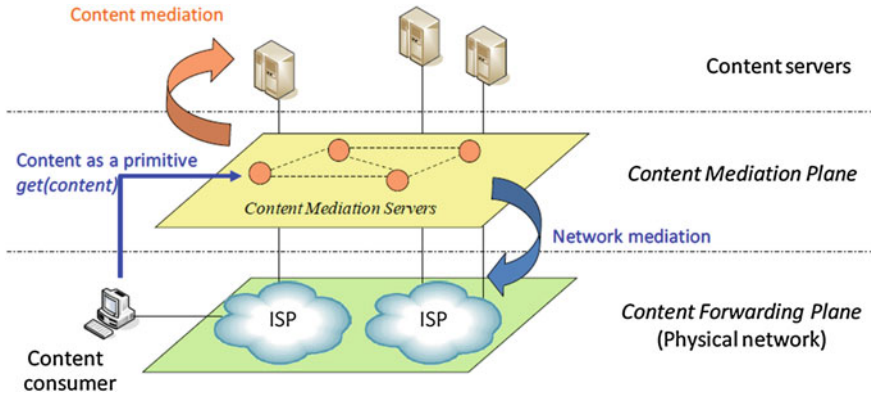 Content mediation
Content servers
Content as a primitive
get(content)
Content Mediation Servers
Content Mediation Plane
Network mediation
ISP
ISP
Content Forwarding Plane
(Physical network)
Content
consumer